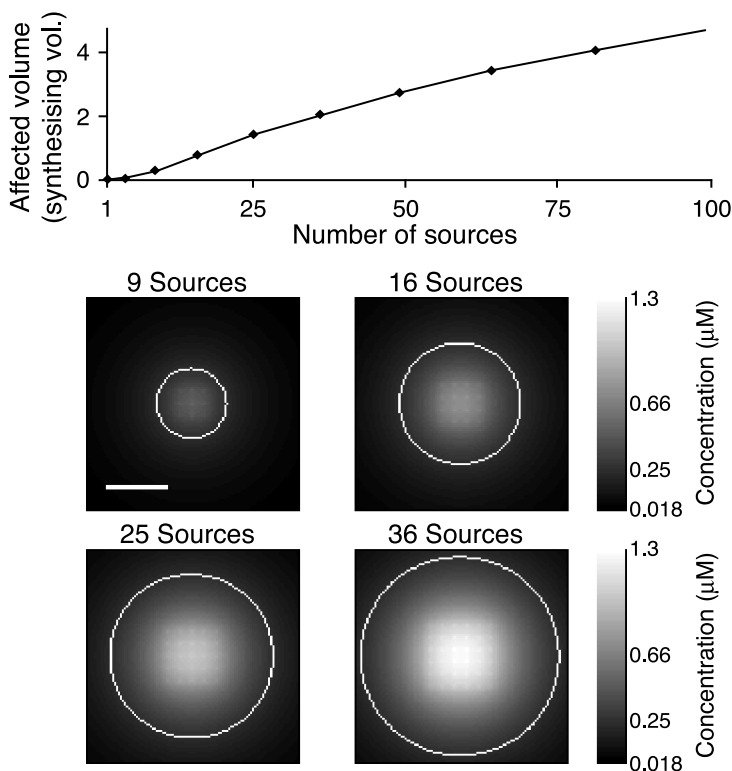 Affected volume
(synthesising vol.)
4
2
0
1 25 50 75 100
Number of sources
9 Sources
16 Sources
1.3
0.66
0.25
0.018
Concentration (µM)
25 Sources
36 Sources
1.3
0.66
0.25
0.018
Concentration (µM)